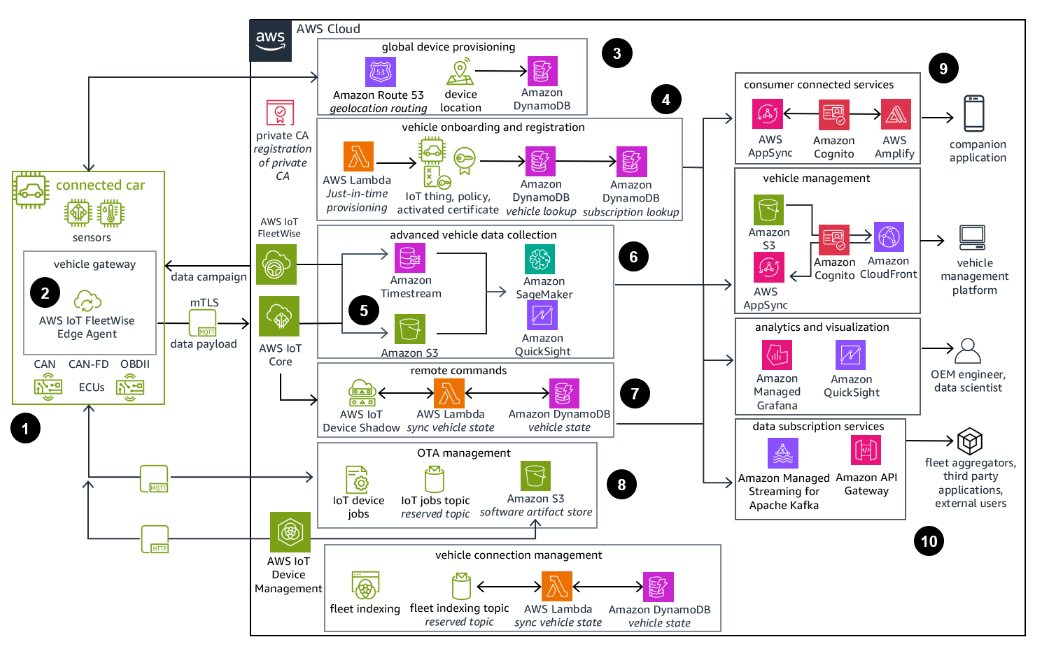 aws
AWS Cloud
global device provisioning
3
53
Amazon Route 53
geolocation routing
device
location
Amazon
DynamoDB
private CA
registration
of private
CA
4
vehicle onboarding and registration
AWS Lambda
Just-in-time
provisioning
IoT thing, policy,
activated certificate
Amazon
DynamoDB
vehicle lookup
Amazon
DynamoDB
subscription lookup
connected car
sensors
vehicle gateway
2
AWS IoT FleetWise
Edge Agent
CAN
CAN-FD
OBDII
ECUs
1
data campaign
mTLS
MQTT
data payload
AWS IoT
FleetWise
AWS IoT
Core
advanced vehicle data collection
6
Amazon
Timestream
5
Amazon S3
Amazon
SageMaker
Amazon
QuickSight
remote commands
7
AWS IoT
Device Shadow
AWS Lambda
sync vehicle state
Amazon DynamoDB
vehicle state
MQTT
HTTP
OTA management
8
IoT device
jobs
IoT jobs topic
reserved topic
Amazon S3
software artifact store
AWS IoT
Device
Management
vehicle connection management
fleet indexing
fleet indexing topic
reserved topic
AWS Lambda
sync vehicle state
Amazon DynamoDB
vehicle state
9
consumer connected services
AWS
AppSync
Amazon
Cognito
AWS
Amplify
companion
application
vehicle management
Amazon
S3
AWS
AppSync
Amazon
Cognito
Amazon
CloudFront
vehicle
management
platform
analytics and visualization
Amazon
Managed
Grafana
Amazon
QuickSight
OEM engineer,
data scientist
data subscription services
Amazon Managed
Streaming for
Apache Kafka
Amazon API
Gateway
fleet aggregators,
third party
applications,
external users
10